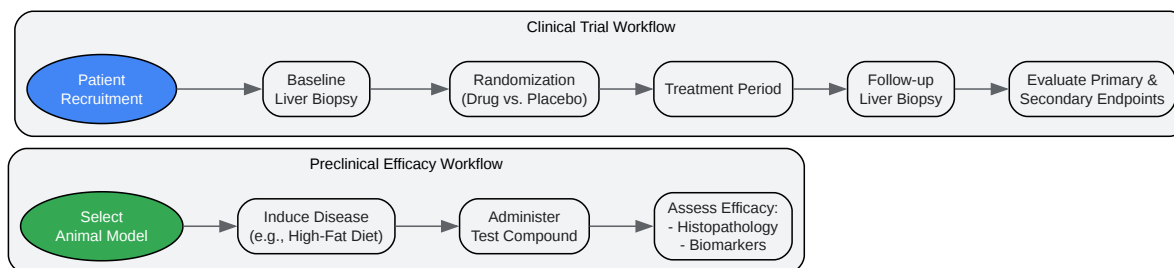 Clinical Trial Workflow
Patient
Recruitment
Baseline
Liver Biopsy
Randomization
(Drug vs. Placebo)
Treatment Period
Follow-up
Liver Biopsy
Evaluate Primary &
Secondary Endpoints
Preclinical Efficacy Workflow
Select
Animal Model
Induce Disease
(e.g., High-Fat Diet)
Administer
Test Compound
Assess Efficacy:
- Histopathology
- Biomarkers